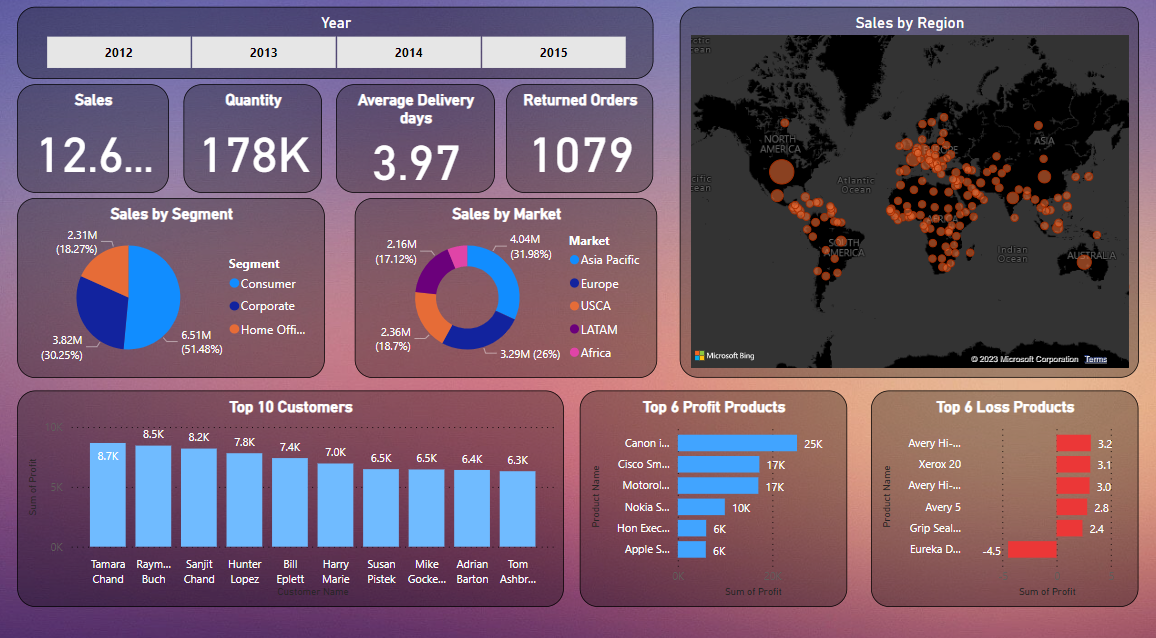 Year
2012
2013
2014
2015
Sales
12.6...
Quantity
178K
Average Delivery
days
3.97
Returned Orders
1079
Sales by Segment
2.31M
(18.27%)
3.82M
(30.25%)
6.51M
(51.48%)
Segment
Consumer
Corporate
Home Offi...
Sales by Market
2.16M
(17.12%)
4.04M
(31.98%)
2.36M
(18.7%)
3.29M (26%)
Market
Asia Pacific
Europe
USCA
LATAM
Africa
Sales by Region
ctic
ean
NORTH
AMERICA
EUROPE
ASIA
cific
ean
Atlantic
Ocean
AFRICA
SOUTH
AMERICA
Indian
Ocean
AUSTRALIA
Microsoft Bing
© 2023 Microsoft Corporation Terms
Top 10 Customers
Sum of Profit
10K
5K
0K
8.7K
8.5K
8.2K
7.8K
7.4K
7.0K
6.5K
6.5K
6.4K
6.3K
Tamara
Chand
Raym...
Buch
Sanjit
Chand
Hunter
Lopez
Bill
Eplett
Harry
Marie
Susan
Pistek
Mike
Gocke...
Adrian
Barton
Tom
Ashbr...
Customer Name
Top 6 Profit Products
Product Name
Canon i...
25K
Cisco Sm...
17K
Motorol...
17K
Nokia S...
10K
Hon Exec...
6K
Apple S...
6K
0K
20K
Sum of Profit
Top 6 Loss Products
Product Name
Avery Hi-...
3.2
Xerox 20
3.1
Avery Hi-...
3.0
Avery 5
2.8
Grip Seal...
2.4
Eureka D...
-4.5
Sum of Profit